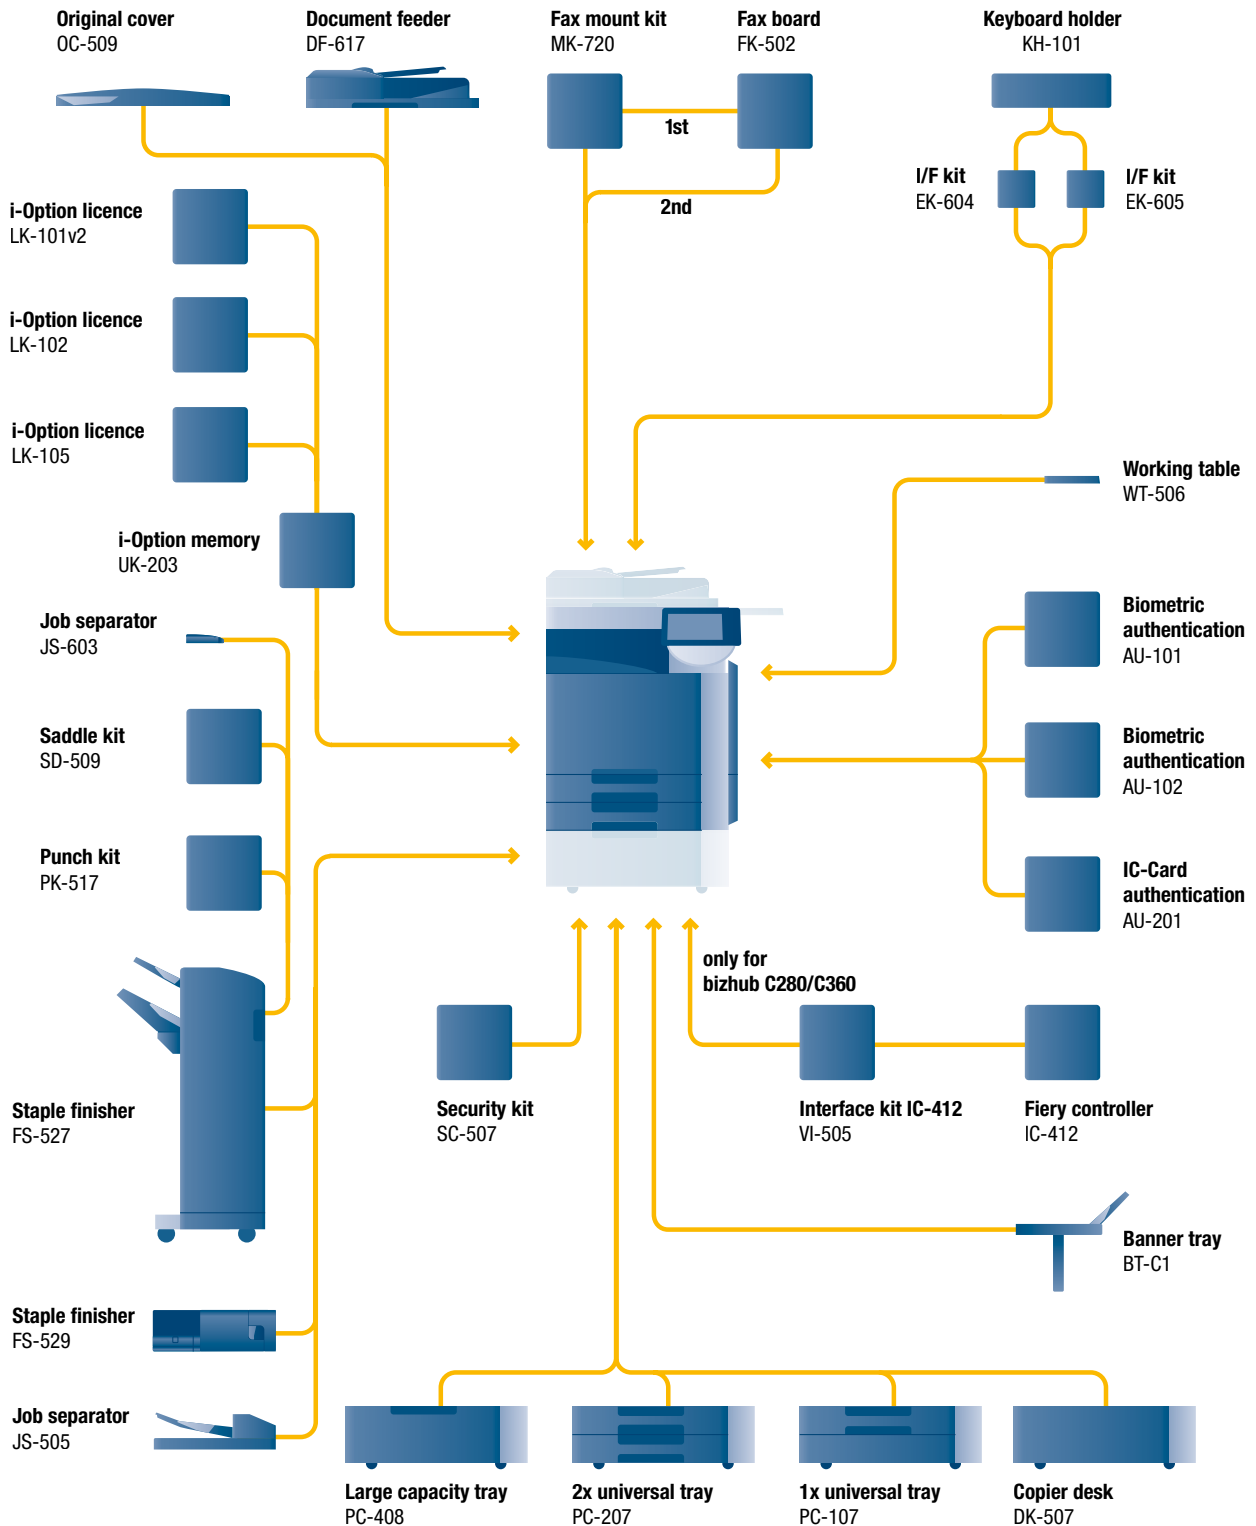 Original cover
OC-509
Document feeder
DF-617
Fax mount kit
MK-720
Fax board
FK-502
Keyboard holder
KH-101
1st
2nd
I/F kit
EK-604
I/F kit
EK-605
i-Option licence
LK-101v2
i-Option licence
LK-102
i-Option licence
LK-105
i-Option memory
UK-203
Working table
WT-506
Job separator
JS-603
Biometric
authentication
AU-101
Saddle kit
SD-509
Biometric
authentication
AU-102
Punch kit
PK-517
IC-Card
authentication
AU-201
only for
bizhub C280/C360
Staple finisher
FS-527
Security kit
SC-507
Interface kit IC-412
VI-505
Fiery controller
IC-412
Banner tray
BT-C1
Staple finisher
FS-529
Job separator
JS-505
Large capacity tray
PC-408
2x universal tray
PC-207
1x universal tray
PC-107
Copier desk
DK-507